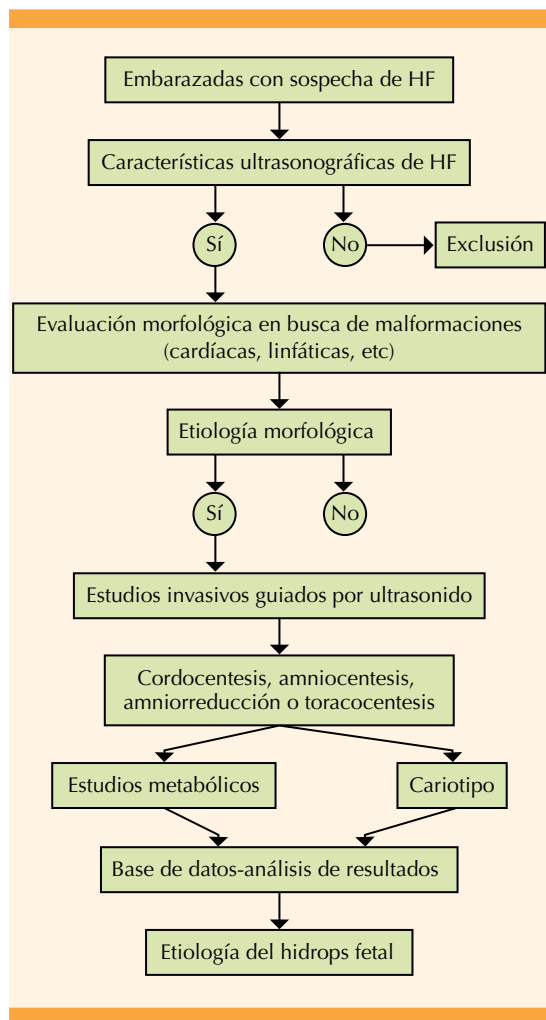 Embarazadas con sospecha de HF
Características ultrasonográficas de HF
Sí
No
Exclusión
Evaluación morfológica en busca de malformaciones
(cardíacas, linfáticas, etc)
Etiología morfológica
Sí
No
Estudios invasivos guiados por ultrasonido
Cordocentesis, amniocentesis,
amniorreducción o toracocentesis
Estudios metabólicos
Cariotipo
Base de datos-análisis de resultados
Etiología del hidrops fetal